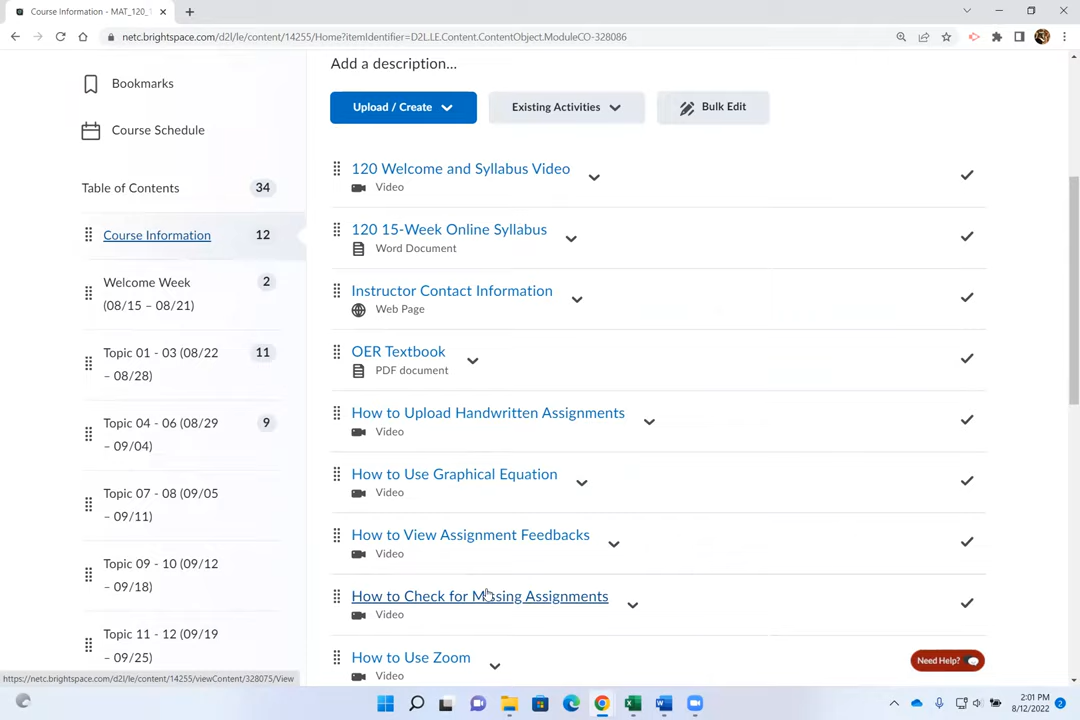 Course Information - MAT_120_
netc.brightspace.com/d2l/le/content/14255/Home?itemIdentifier=D2L.LE.Content.ContentObject.ModuleCO-328086
Bookmarks
Course Schedule
Table of Contents 34
Course Information 12
Welcome Week 2
(08/15 – 08/21)
Topic 01 - 03 (08/22 11
– 08/28)
Topic 04 - 06 (08/29 9
– 09/04)
Topic 07 - 08 (09/05
– 09/11)
Topic 09 - 10 (09/12
– 09/18)
Topic 11 - 12 (09/19
– 09/25)
Add a description...
Upload / Create
Existing Activities
Bulk Edit
120 Welcome and Syllabus Video
Video
120 15-Week Online Syllabus
Word Document
Instructor Contact Information
Web Page
OER Textbook
PDF document
How to Upload Handwritten Assignments
Video
How to Use Graphical Equation
Video
How to View Assignment Feedbacks
Video
How to Check for Missing Assignments
Video
How to Use Zoom
Video
Need Help?
https://netc.brightspace.com/d2l/le/content/14255/viewContent/328075/View
2:01 PM
8/12/2022
2